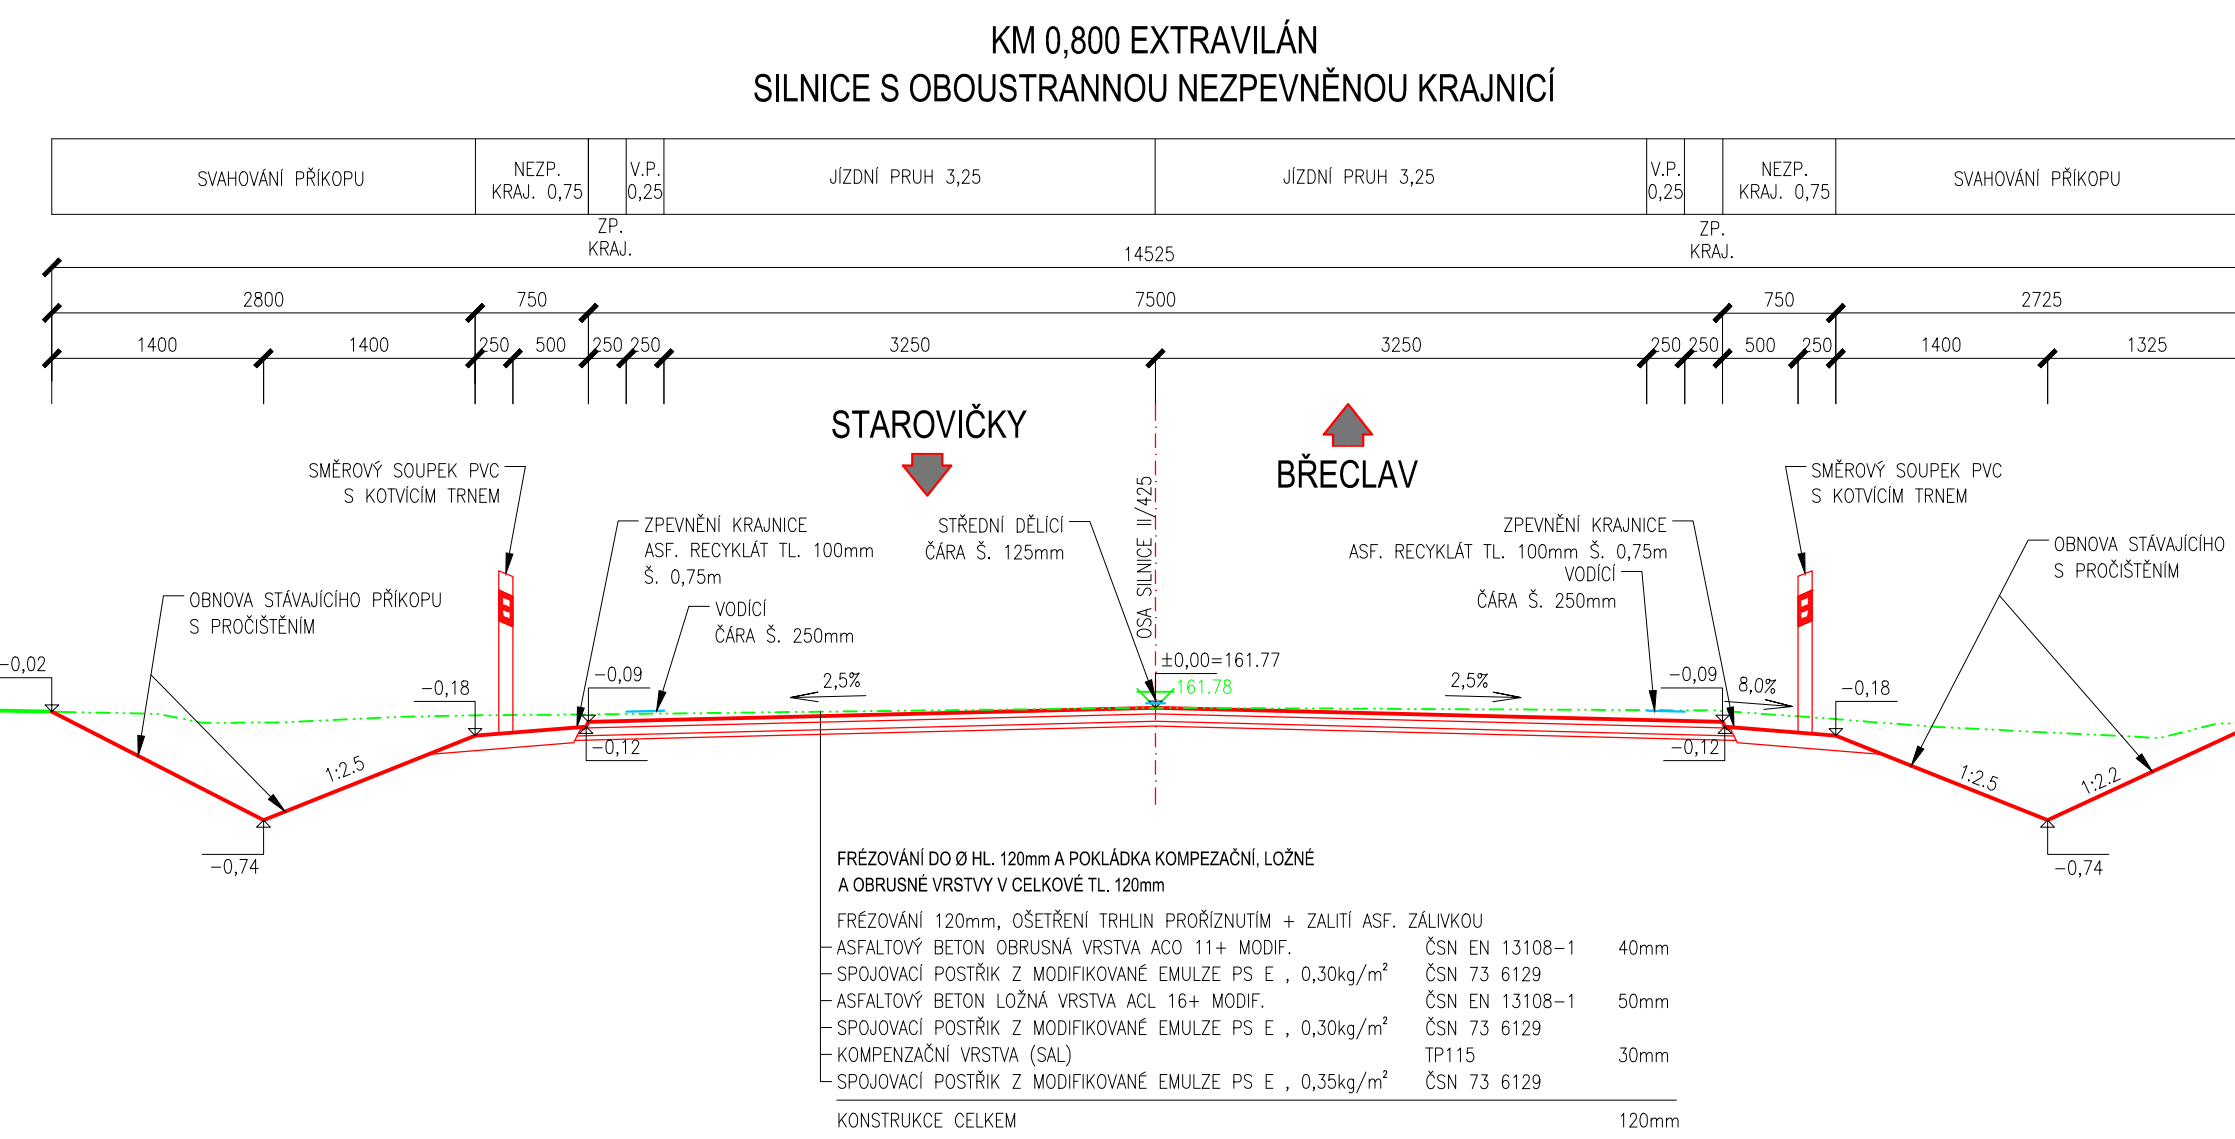 KM 0,800 EXTRAVILÁN
SILNICE S OBOUSTRANNOU NEZPEVNĚNOU KRAJNICÍ
SVAHOVÁNÍ PŘÍKOPU
NEZP.
KRAJ. 0,75
V.P.
0,25
JÍZDNÍ PRUH 3,25
JÍZDNÍ PRUH 3,25
V.P.
0,25
NEZP.
KRAJ. 0,75
SVAHOVÁNÍ PŘÍKOPU
ZP.
KRAJ.
ZP.
KRAJ.
14525
2800 750 7500 750 2725
1400 1400 250 500 250 250 3250 3250 250 250 500 250 1400 1325
STAROVIČKY
BŘECLAV
OSA SILNICE II/425
SMĚROVÝ SOUPEK PVC
S KOTVÍCÍM TRNEM
SMĚROVÝ SOUPEK PVC
S KOTVÍCÍM TRNEM
ZPEVNĚNÍ KRAJNICE
ASF. RECYKLÁT TL. 100mm
Š. 0,75m
STŘEDNÍ DĚLÍCÍ
ČÁRA Š. 125mm
ZPEVNĚNÍ KRAJNICE
ASF. RECYKLÁT TL. 100mm Š. 0,75m
VODÍCÍ
ČÁRA Š. 250mm
OBNOVA STÁVAJÍCÍHO
S PROČIŠTĚNÍM
OBNOVA STÁVAJÍCÍHO PŘÍKOPU
S PROČIŠTĚNÍM
VODÍCÍ
ČÁRA Š. 250mm
-0,02
-0,18
-0,09
2,5%
±0,00=161.77
161.78
2,5%
-0,09
8,0%
-0,18
-0,12
-0,12
1:2.5
1:2.5
1:2.2
-0,74
-0,74
FRÉZOVÁNÍ DO Ø HL. 120mm A POKLÁDKA KOMPEZAČNÍ, LOŽNÉ
A OBRUSNÉ VRSTVY V CELKOVÉ TL. 120mm
FRÉZOVÁNÍ 120mm, OŠETŘENÍ TRHLIN PROŘÍZNUTÍM + ZALITÍ ASF. ZÁLIVKOU
ASFALTOVÝ BETON OBRUSNÁ VRSTVA ACO 11+ MODIF. ČSN EN 13108-1 40mm
SPOJOVACÍ POSTŘIK Z MODIFIKOVANÉ EMULZE PS E , 0,30kg/m² ČSN 73 6129
ASFALTOVÝ BETON LOŽNÁ VRSTVA ACL 16+ MODIF. ČSN EN 13108-1 50mm
SPOJOVACÍ POSTŘIK Z MODIFIKOVANÉ EMULZE PS E , 0,30kg/m² ČSN 73 6129
KOMPENZAČNÍ VRSTVA (SAL) TP115 30mm
SPOJOVACÍ POSTŘIK Z MODIFIKOVANÉ EMULZE PS E , 0,35kg/m² ČSN 73 6129
KONSTRUKCE CELKEM 120mm